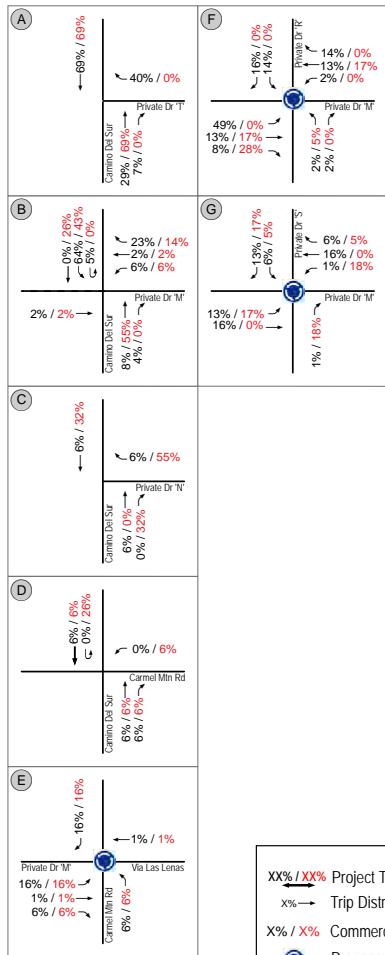 A
69% / 69%
40% / 0%
Private Dr 'T'
Camino Del Sur
29% / 69%
7% / 0%
B
0% / 26%
64% / 43%
5% / 0%
23% / 14%
2% / 2%
6% / 6%
Private Dr 'M'
2% / 2%
Camino Del Sur
8% / 55%
4% / 0%
C
6% / 32%
6% / 55%
Private Dr 'N'
Camino Del Sur
6% / 0%
0% / 32%
D
6% / 6%
0% / 26%
0% / 6%
Carmel Mtn Rd
Camino Del Sur
6% / 6%
6% / 6%
E
16% / 16%
1% / 1%
Private Dr 'M'
Via Las Lenas
16% / 16%
1% / 1%
6% / 6%
Carmel Mtn Rd
6% / 6%
F
16% / 0%
14% / 0%
Private Dr 'R'
14% / 0%
13% / 17%
2% / 0%
Private Dr 'M'
49% / 0%
13% / 17%
8% / 28%
2% / 5%
2% / 0%
G
13% / 17%
6% / 5%
Private Dr 'S'
6% / 5%
16% / 0%
1% / 18%
Private Dr 'M'
13% / 17%
16% / 0%
1% / 18%
XX% / XX% Project T
X% Trip Distr
X% / X% Commerc